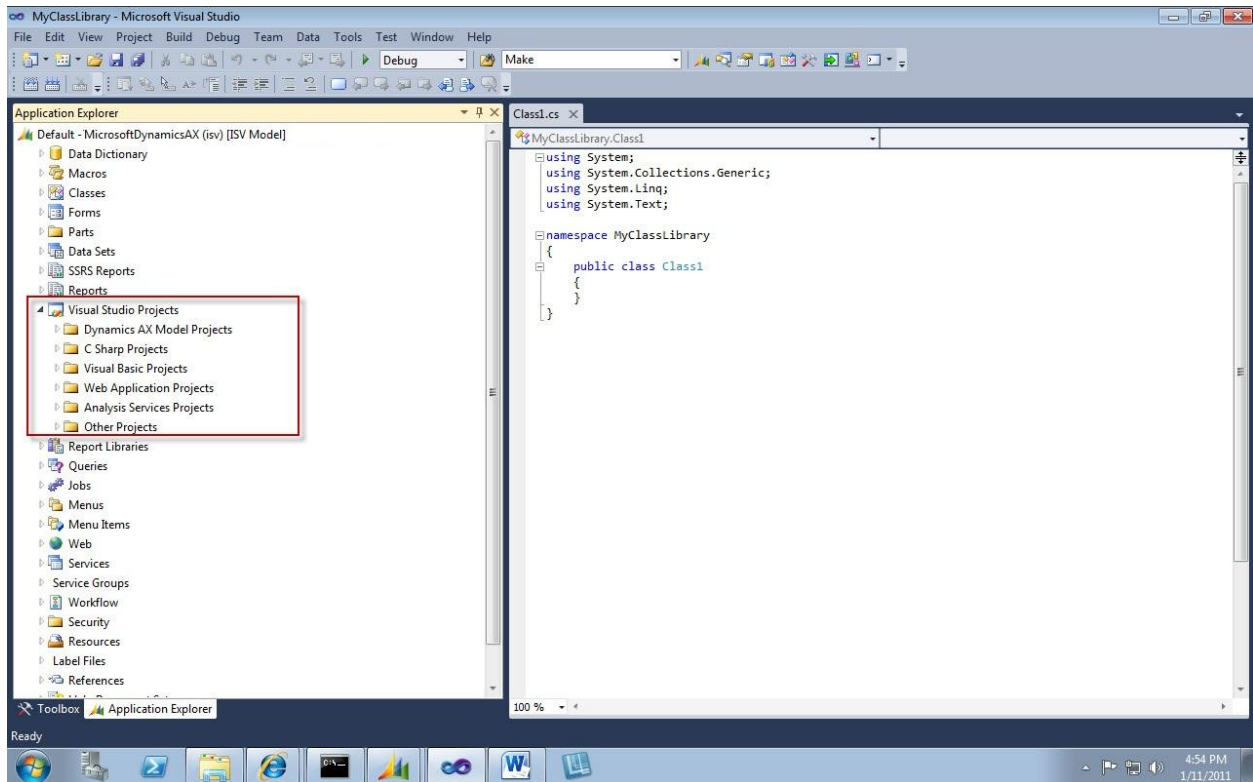 MyClassLibrary - Microsoft Visual Studio
File Edit View Project Build Debug Team Data Tools Test Window Help
Debug
Make
Application Explorer
Default - MicrosoftDynamicsAX (isv) [ISV Model]
Data Dictionary
Macros
Classes
Forms
Parts
Data Sets
SSRS Reports
Reports
Visual Studio Projects
Dynamics AX Model Projects
C Sharp Projects
Visual Basic Projects
Web Application Projects
Analysis Services Projects
Other Projects
Report Libraries
Queries
Jobs
Menus
Menu Items
Web
Services
Service Groups
Workflow
Security
Resources
Label Files
References
Toolbox Application Explorer
Class1.cs
MyClassLibrary.Class1
using System;
using System.Collections.Generic;
using System.Linq;
using System.Text;
namespace MyClassLibrary
{
public class Class1
{
}
}
100 %
Ready
4:54 PM
1/11/2011